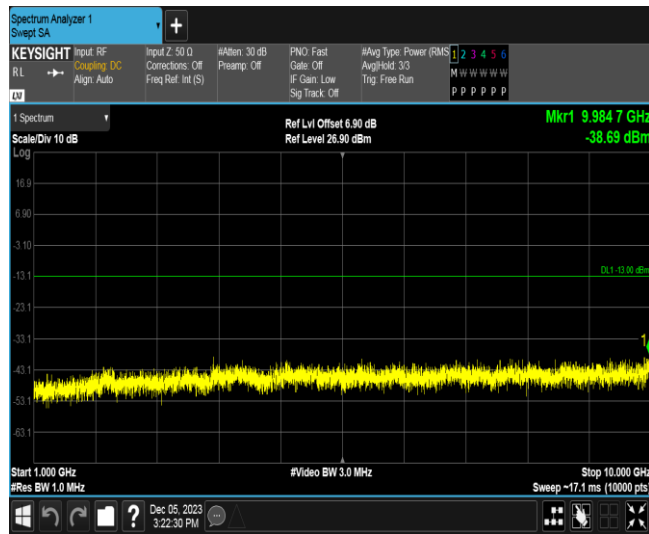 Spectrum Analyzer 1
Swept SA
+
KEYSIGHT
RL
LXI
Input: RF
Coupling: DC
Align: Auto
Input Z: 50 Ω
Corrections: Off
Freq Ref: Int (S)
#Atten: 30 dB
Preamp: Off
PNO: Fast
Gate: Off
IF Gain: Low
Sig Track: Off
#Avg Type: Power (RMS
Avg|Hold: 3/3
Trig: Free Run
1 2 3 4 5 6
M W W W W W
P P P P P P
1 Spectrum
Scale/Div 10 dB
Log
Ref Lvl Offset 6.90 dB
Ref Level 26.90 dBm
Mkr1 9.984 7 GHz
-38.69 dBm
16.9
6.90
-3.10
-13.1
DL1 -13.00 dBm
-23.1
-33.1
1
-43.1
-53.1
-63.1
Start 1.000 GHz
#Res BW 1.0 MHz
#Video BW 3.0 MHz
Stop 10.000 GHz
Sweep ~17.1 ms (10000 pts)
?
Dec 05, 2023
3:22:30 PM